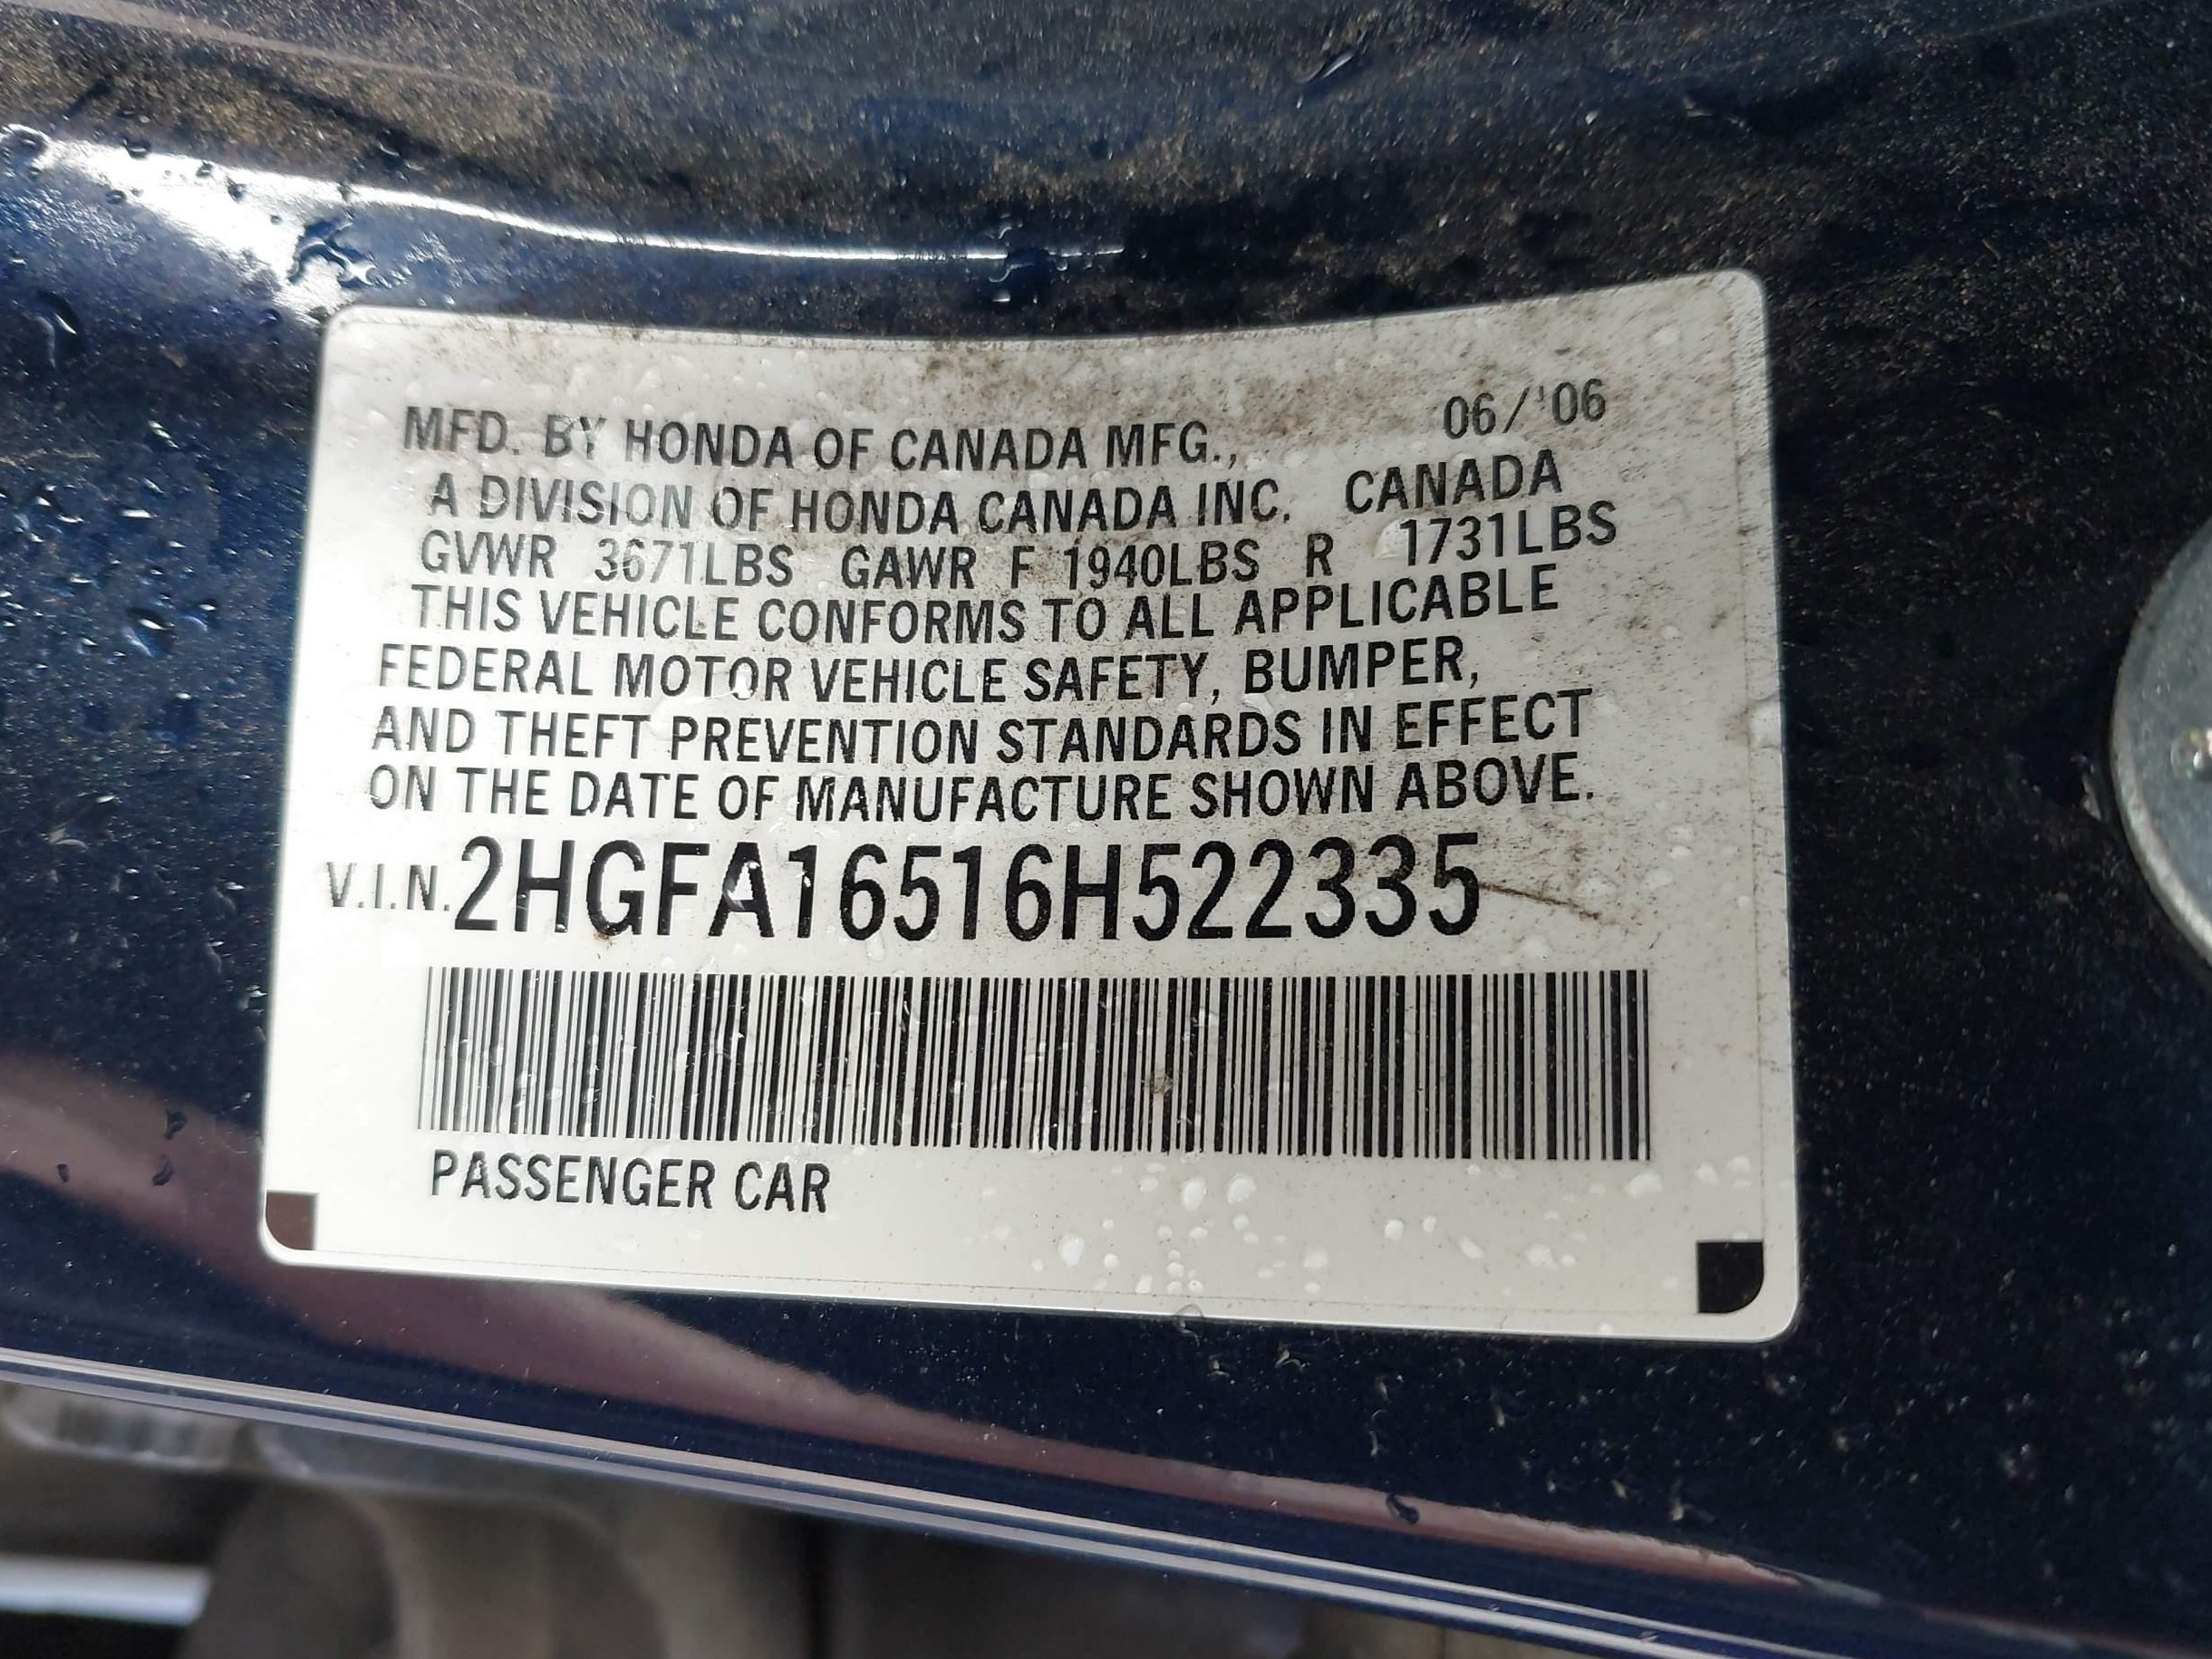 MFD. BY HONDA OF CANADA MFG., 06/'06
A DIVISION OF HONDA CANADA INC. CANADA
GVWR 3671LBS GAWR F 1940LBS R 1731LBS
THIS VEHICLE CONFORMS TO ALL APPLICABLE
FEDERAL MOTOR VEHICLE SAFETY, BUMPER,
AND THEFT PREVENTION STANDARDS IN EFFECT
ON THE DATE OF MANUFACTURE SHOWN ABOVE.
V.I.N. 2HGFA16516H522335
PASSENGER CAR